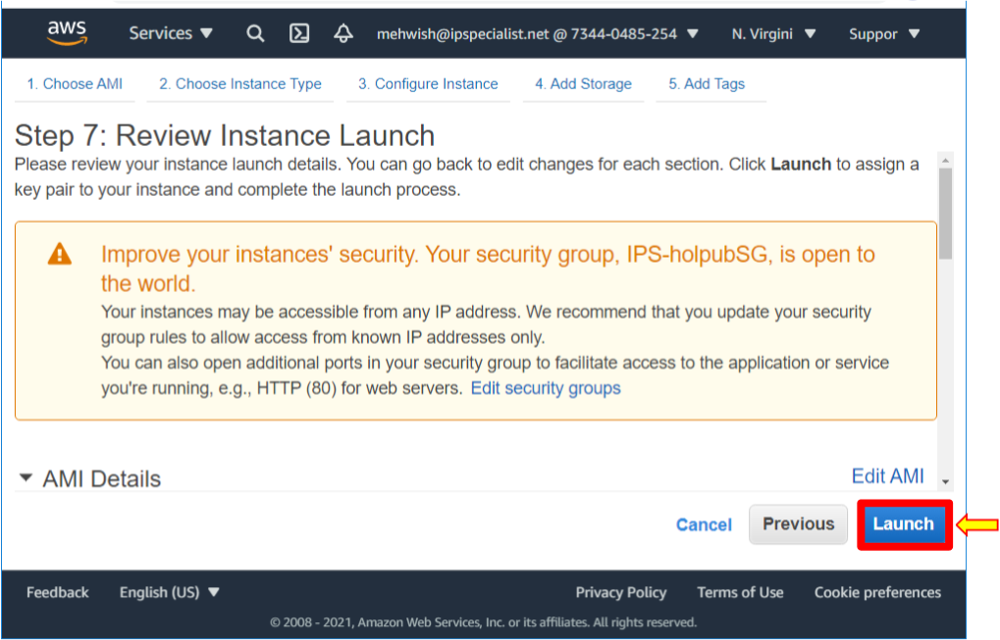 aws Services ▼ mehwish@ipspecialist.net @ 7344-0485-254 ▼ N. Virgini ▼ Suppor ▼
1. Choose AMI 2. Choose Instance Type 3. Configure Instance 4. Add Storage 5. Add Tags
Step 7: Review Instance Launch
Please review your instance launch details. You can go back to edit changes for each section. Click Launch to assign a
key pair to your instance and complete the launch process.
Improve your instances' security. Your security group, IPS-holpubSG, is open to
the world.
Your instances may be accessible from any IP address. We recommend that you update your security
group rules to allow access from known IP addresses only.
You can also open additional ports in your security group to facilitate access to the application or service
you're running, e.g., HTTP (80) for web servers. Edit security groups
AMI Details Edit AMI
Cancel Previous Launch
Feedback English (US) ▼ Privacy Policy Terms of Use Cookie preferences
© 2008 - 2021, Amazon Web Services, Inc. or its affiliates. All rights reserved.